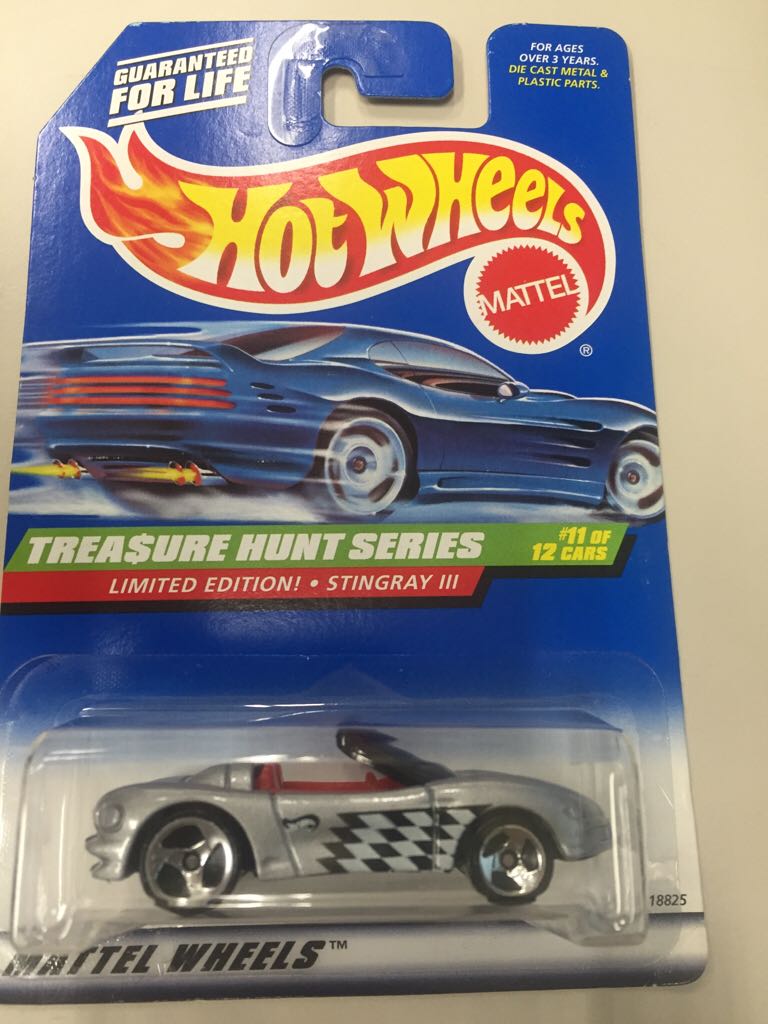 GUARANTEED
FOR LIFE
FOR AGES
OVER 3 YEARS.
DIE CAST METAL &
PLASTIC PARTS.
HOT WHEELS
MATTEL
®
TREA$URE HUNT SERIES
#11 OF
12 CARS
LIMITED EDITION! • STINGRAY III
18825
MATTEL WHEELS™